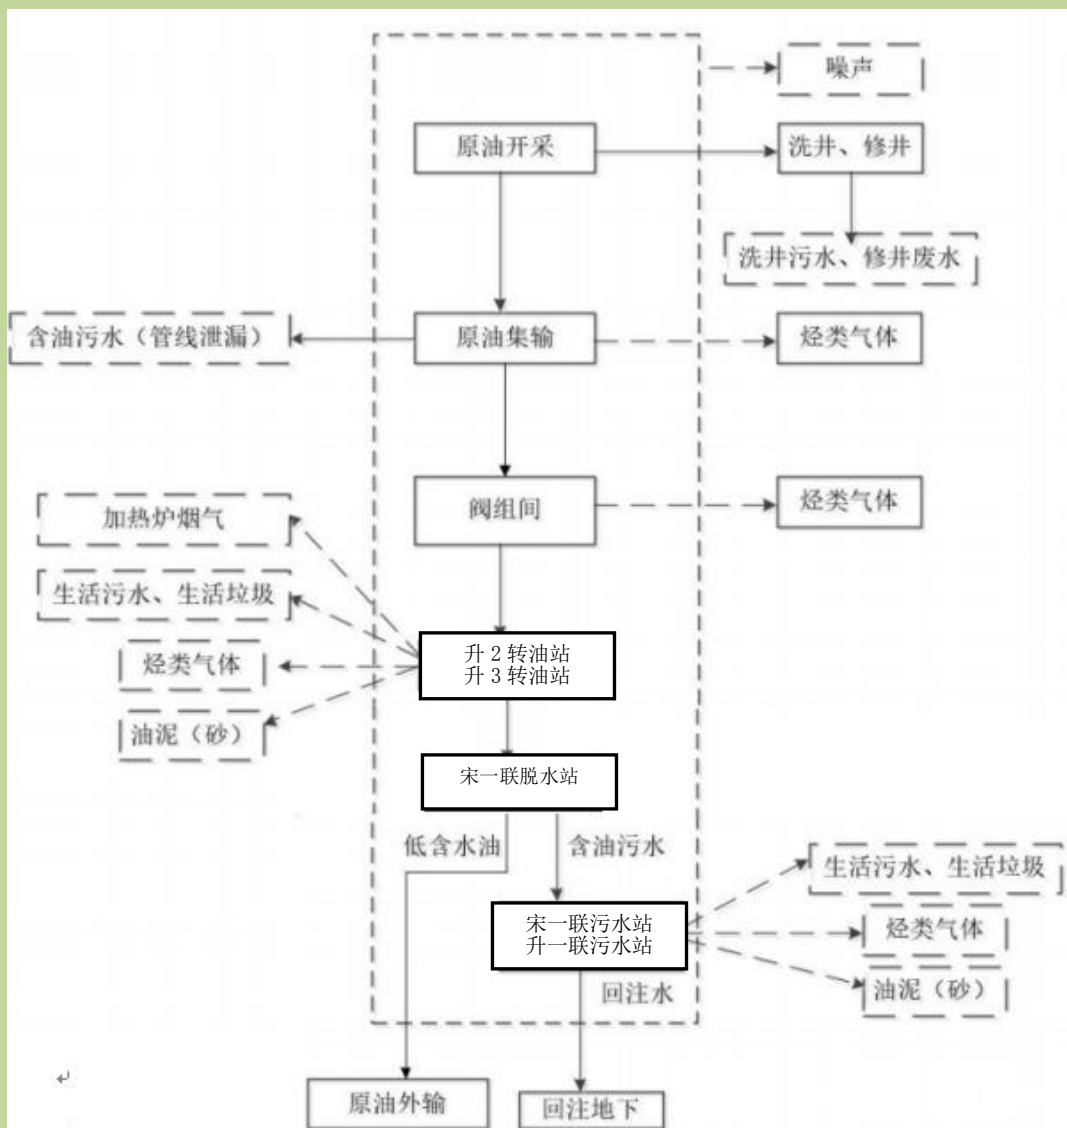 噪声
原油开采
洗井、修井
洗井污水、修井废水
含油污水（管线泄漏）
原油集输
烃类气体
阀组间
烃类气体
加热炉烟气
生活污水、生活垃圾
烃类气体
油泥（砂）
升2转油站
升3转油站
宋一联脱水站
低含水油
含油污水
宋一联污水站
升一联污水站
生活污水、生活垃圾
烃类气体
油泥（砂）
回注水
原油外输
回注地下